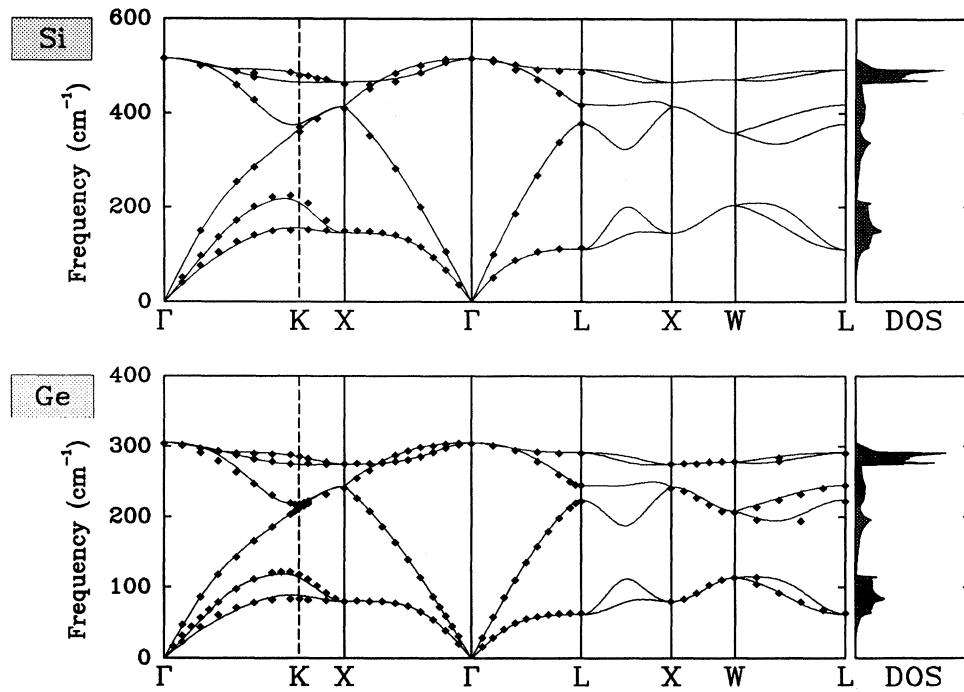 Si
Frequency (cm⁻¹)
600
400
200
0
Γ K X Γ L X W L DOS
Ge
Frequency (cm⁻¹)
400
300
200
100
0
Γ K X Γ L X W L DOS